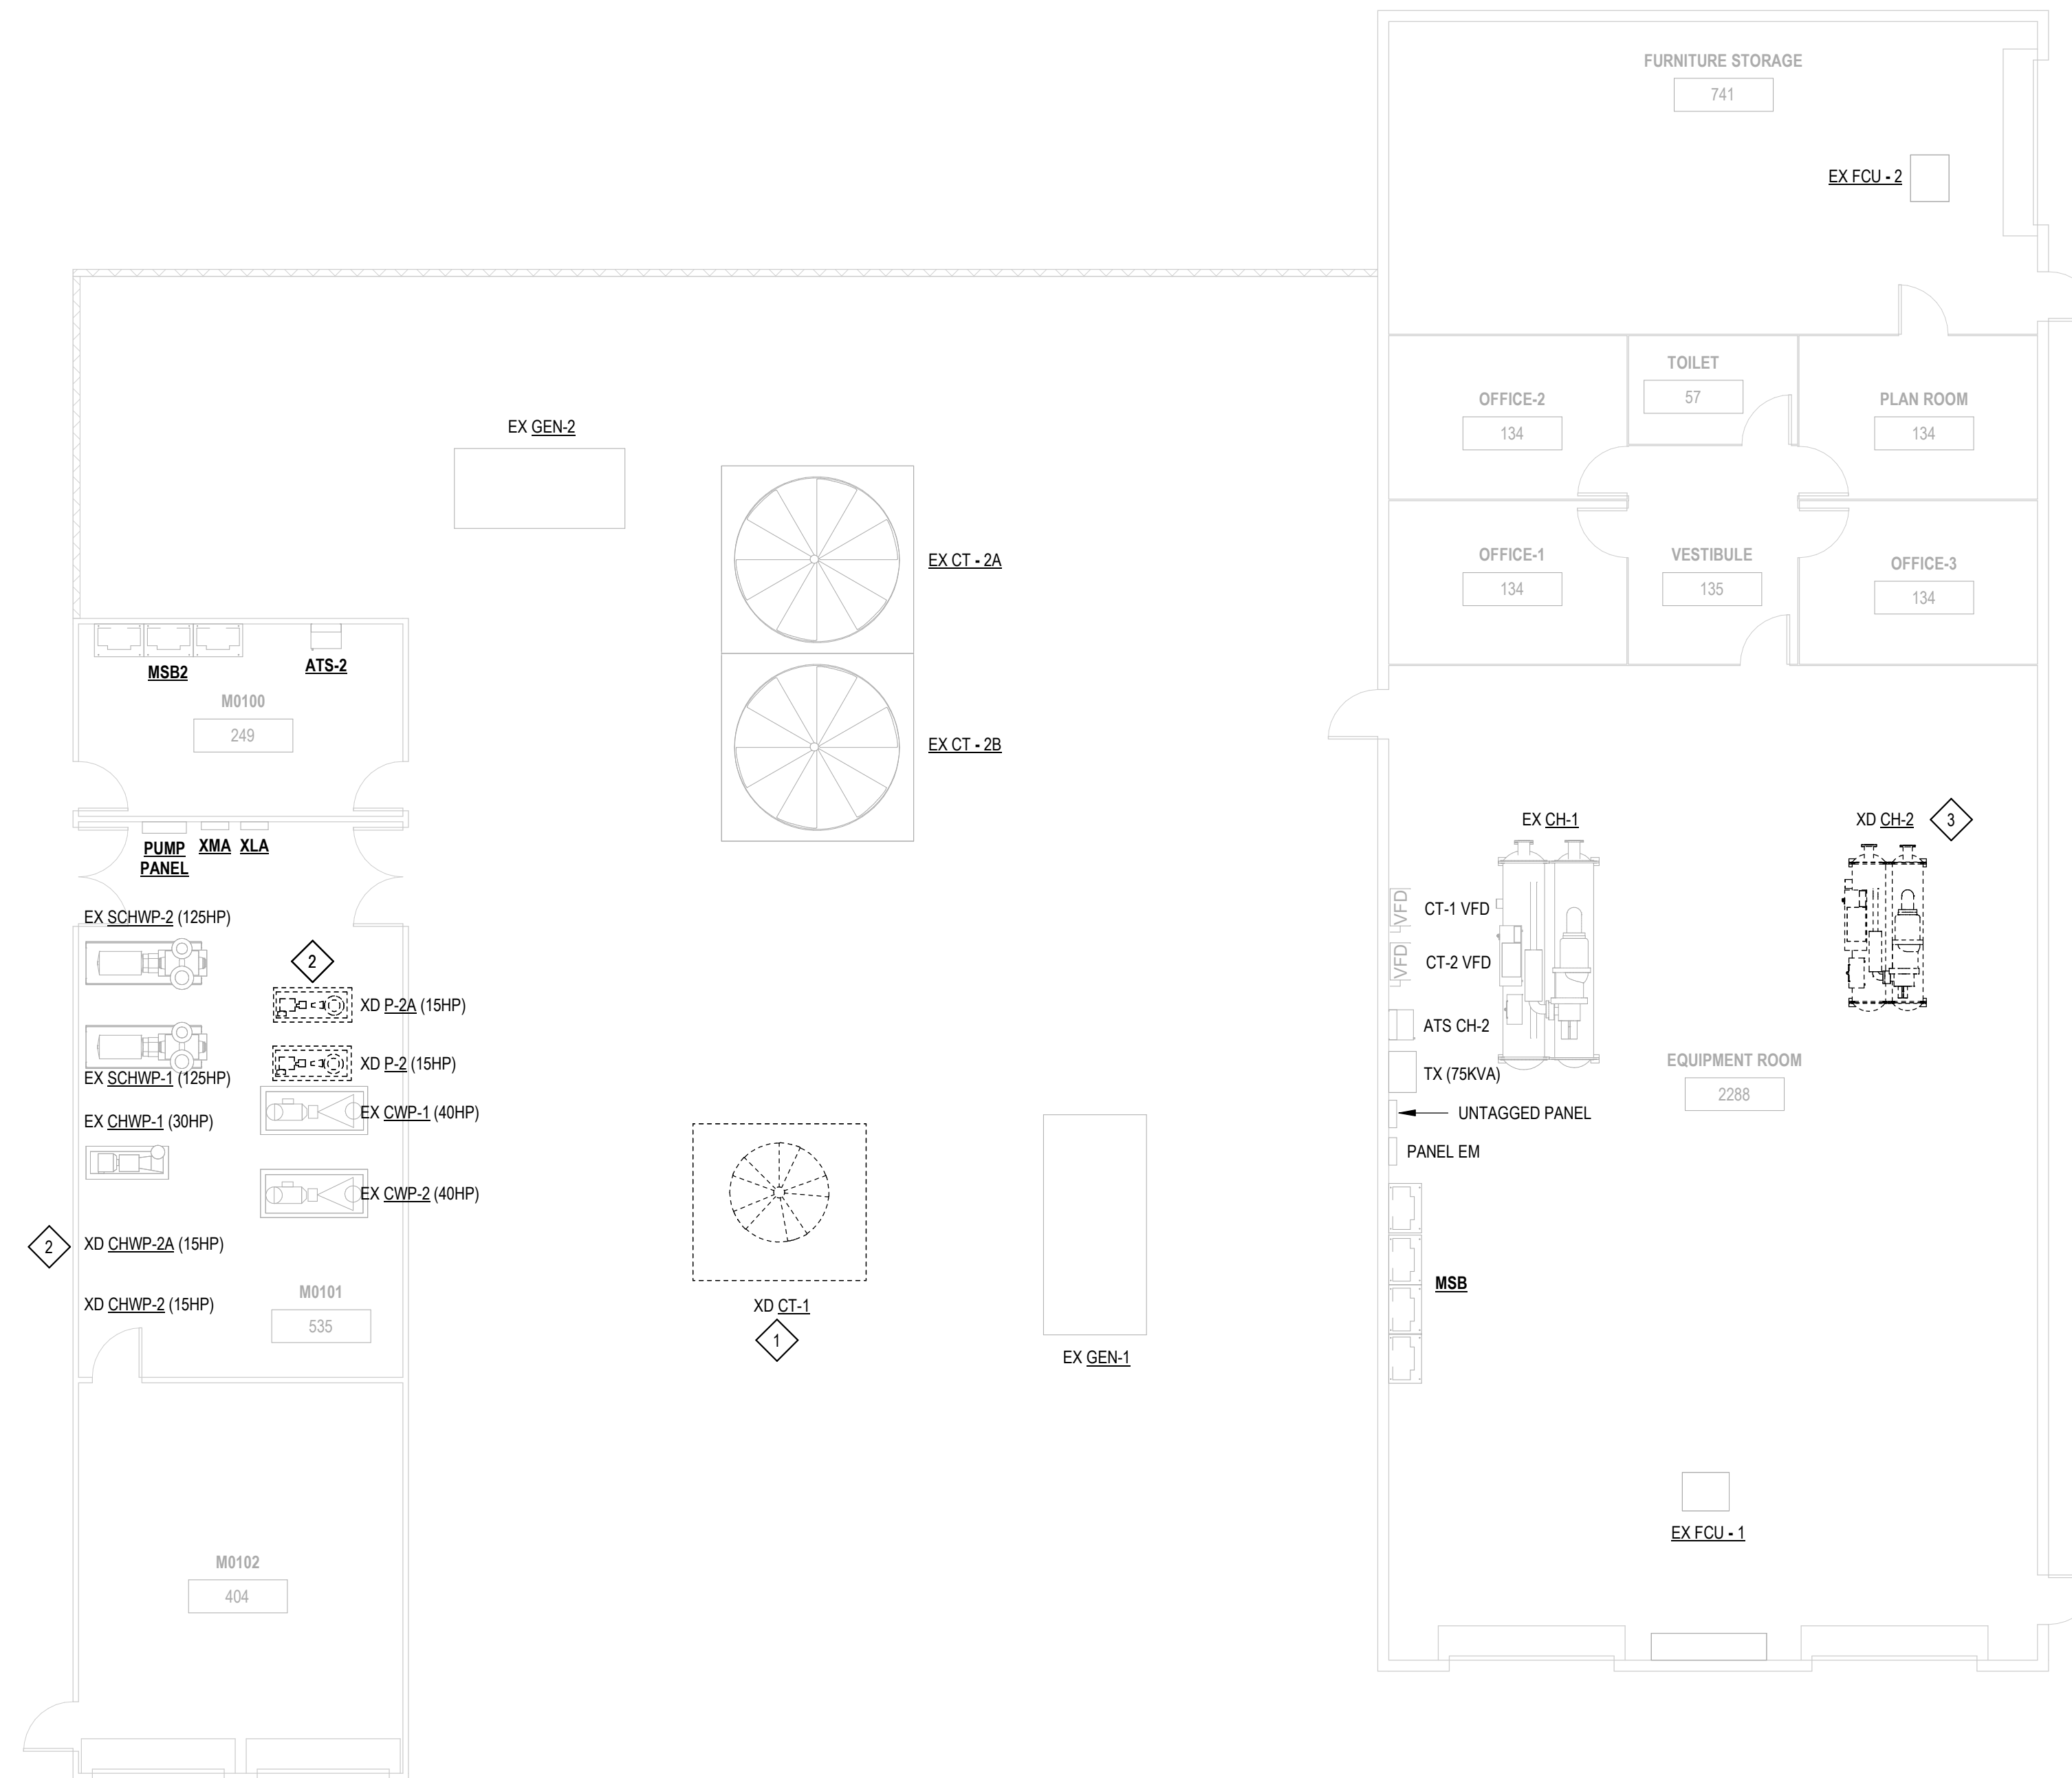 FURNITURE STORAGE
741
EX FCU - 2
TOILET
57
OFFICE-2
134
PLAN ROOM
134
EX GEN-2
OFFICE-1
134
VESTIBULE
135
OFFICE-3
134
EX CT - 2A
MSB2
ATS-2
M0100
249
EX CT - 2B
PUMP
PANEL
XMA
XLA
EX CH-1
XD CH-2
3
EX SCHWP-2 (125HP)
VFD
CT-1 VFD
2
VFD
CT-2 VFD
XD P-2A (15HP)
ATS CH-2
XD P-2 (15HP)
EX SCHWP-1 (125HP)
TX (75KVA)
EQUIPMENT ROOM
2288
EX CHWP-1 (30HP)
EX CWP-1 (40HP)
UNTAGGED PANEL
PANEL EM
EX CWP-2 (40HP)
2
XD CHWP-2A (15HP)
MSB
XD CHWP-2 (15HP)
M0101
535
XD CT-1
1
EX GEN-1
EX FCU - 1
M0102
404